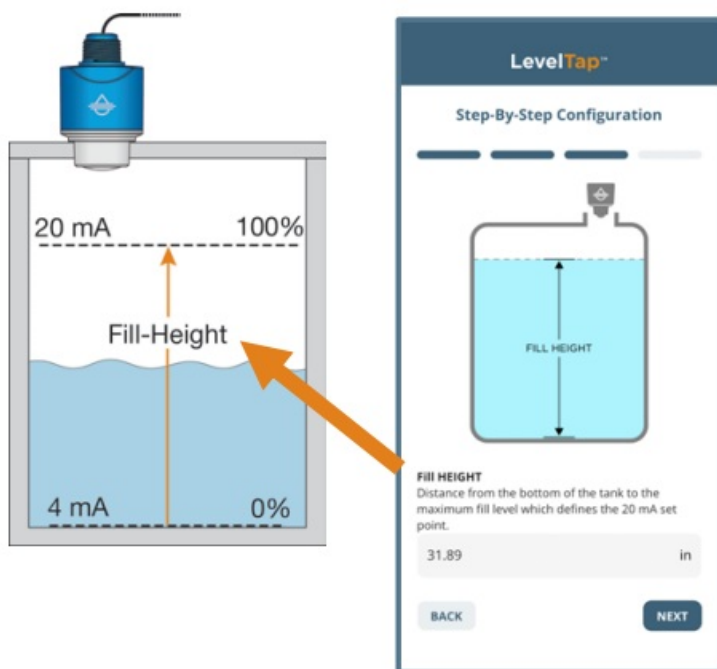 20 mA 100%
Fill-Height
4 mA 0%
LevelTap™
Step-By-Step Configuration
FILL HEIGHT
Fill HEIGHT
Distance from the bottom of the tank to the
maximum fill level which defines the 20 mA set
point.
31.89 in
BACK NEXT